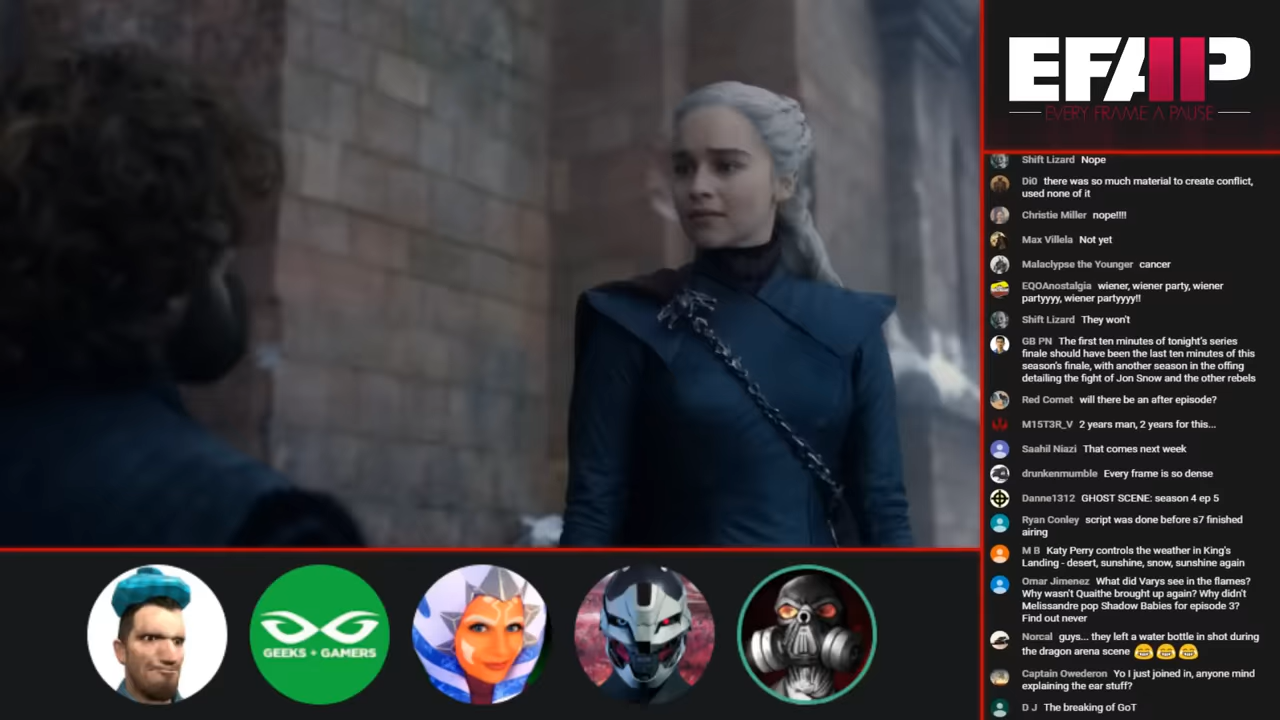 EFAP
EVERY FRAME A PAUSE
Shift Lizard Nope
Di0 there was so much material to create conflict,
used none of it
Christie Miller nope!!!!
Max Villela Not yet
Malaclypse the Younger cancer
EQOAnostalgia wiener, wiener party, wiener
partyyyy, wiener partyyyy!!
Shift Lizard They won't
GB PN The first ten minutes of tonight's series
finale should have been the last ten minutes of this
season's finale, with another season in the offing
detailing the fight of Jon Snow and the other rebels
Red Comet will there be an after episode?
M15T3R_V 2 years man, 2 years for this...
Saahil Niazi That comes next week
drunkenmumble Every frame is so dense
Danne1312 GHOST SCENE: season 4 ep 5
Ryan Conley script was done before s7 finished
airing
M B Katy Perry controls the weather in King's
Landing - desert, sunshine, snow, sunshine again
Omar Jimenez What did Varys see in the flames?
Why wasn't Quaithe brought up again? Why didn't
Melissandre pop Shadow Babies for episode 3?
Find out never
Norcal guys... they left a water bottle in shot during
the dragon arena scene 😂😂😂
Captain Owederon Yo I just joined in, anyone mind
explaining the ear stuff?
D J The breaking of GoT
GEEKS + GAMERS